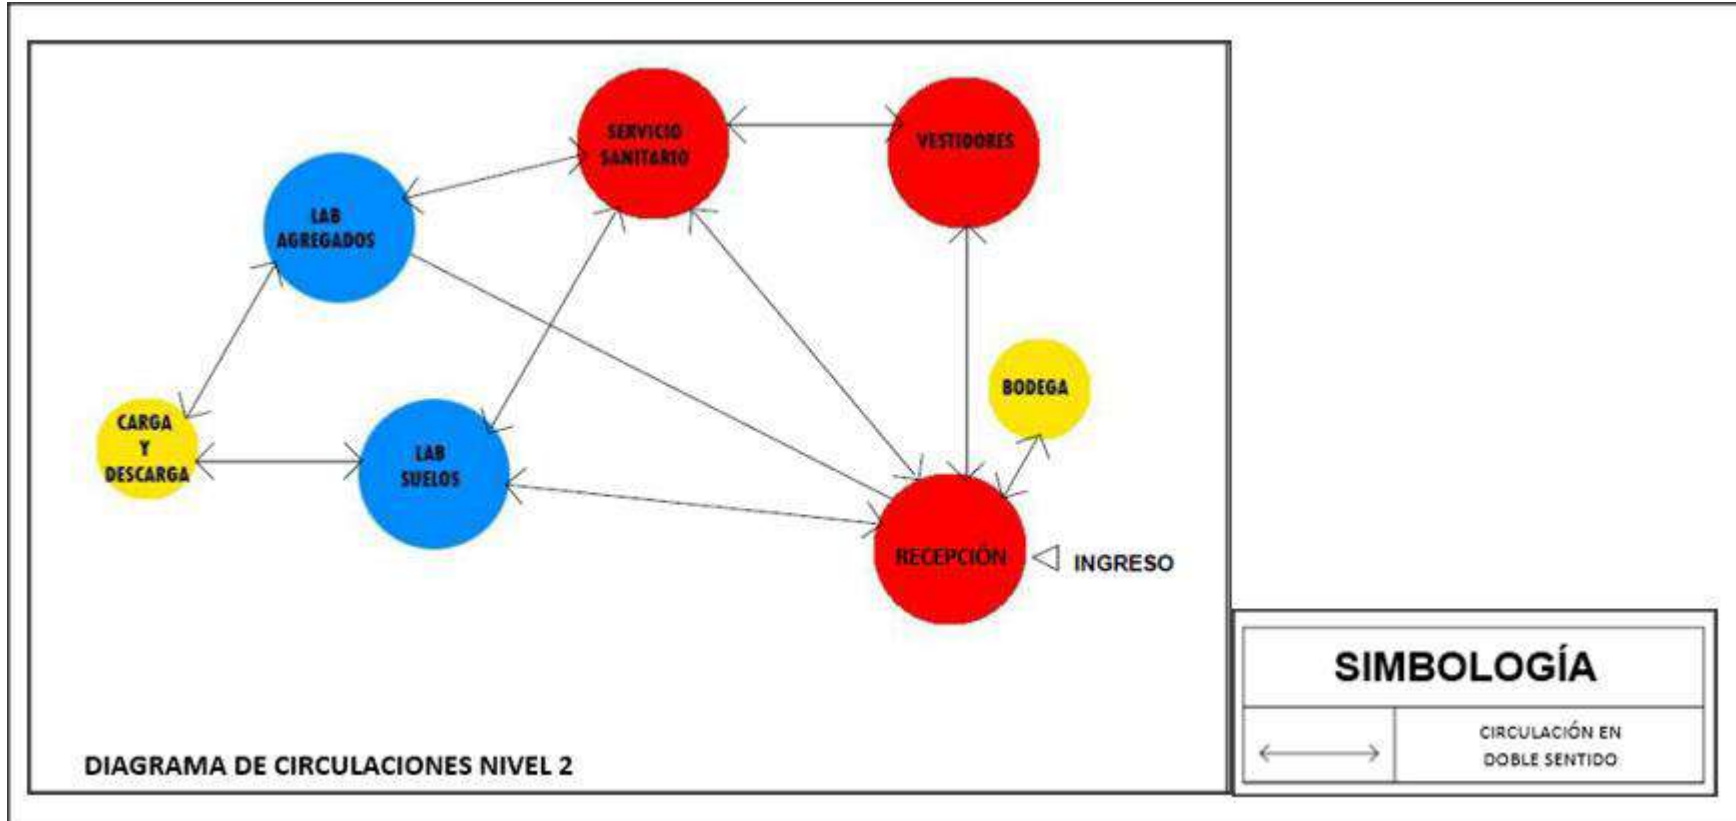 SERVICIO
SANITARIO
VESTIDORES
LAB
AGREGADOS
BODEGA
CARGA
Y
DESCARGA
LAB
SUELOS
RECEPCIÓN
INGRESO
DIAGRAMA DE CIRCULACIONES NIVEL 2
SIMBOLOGÍA
CIRCULACIÓN EN
DOBLE SENTIDO